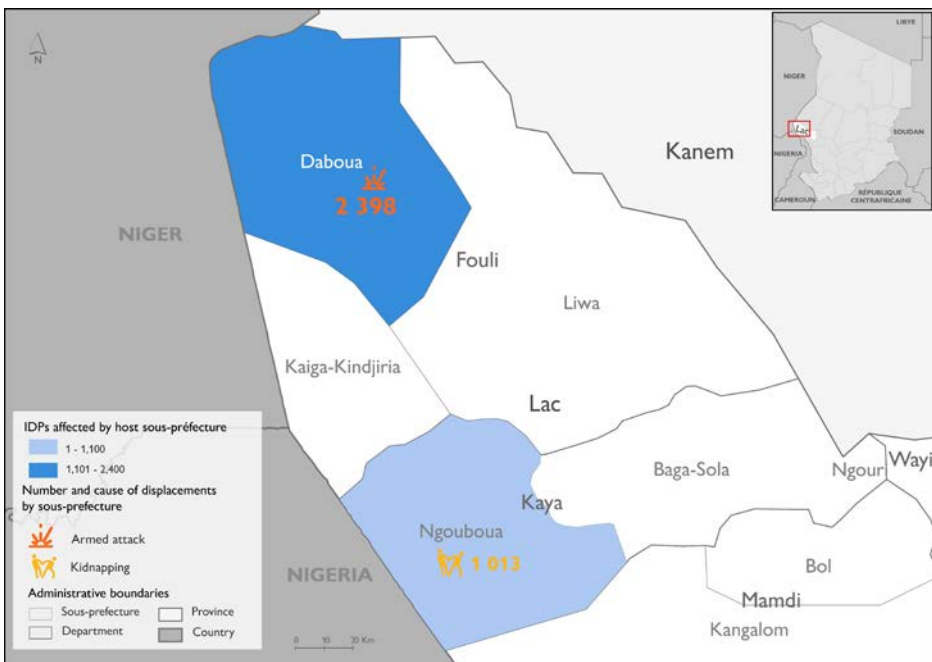 N
LIBYE
NIGER
Lac
SOUDAN
NIGERIA
CAMEROUN
RÉPUBLIQUE
CENTRAFRICAINE
Kanem
Daboua
2 398
NIGER
Fouli
Liwa
Kaiga-Kindjiria
Lac
Baga-Sola
Ngour
Wayi
Kaya
Ngouboua
1 013
NIGERIA
Bol
Mamdi
Kangalom
IDPs affected by host sous-préfecture
1 - 1,100
1,101 - 2,400
Number and cause of displacements
by sous-prefecture
Armed attack
Kidnapping
Administrative boundaries
Sous-prefecture
Province
Department
Country
0 10 20 Km